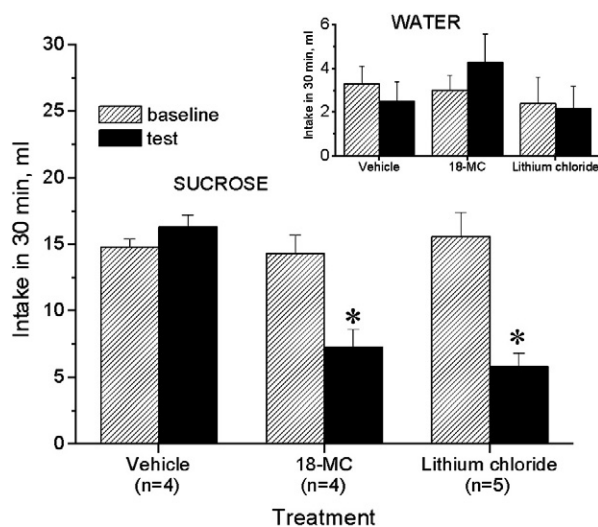 WATER
Intake in 30 min, ml
6
4
2
0
Vehicle 18-MC Lithium chloride
baseline
test
SUCROSE
Intake in 30 min, ml
30
25
20
15
10
5
0
*
*
Vehicle 18-MC Lithium chloride
(n=4) (n=4) (n=5)
Treatment